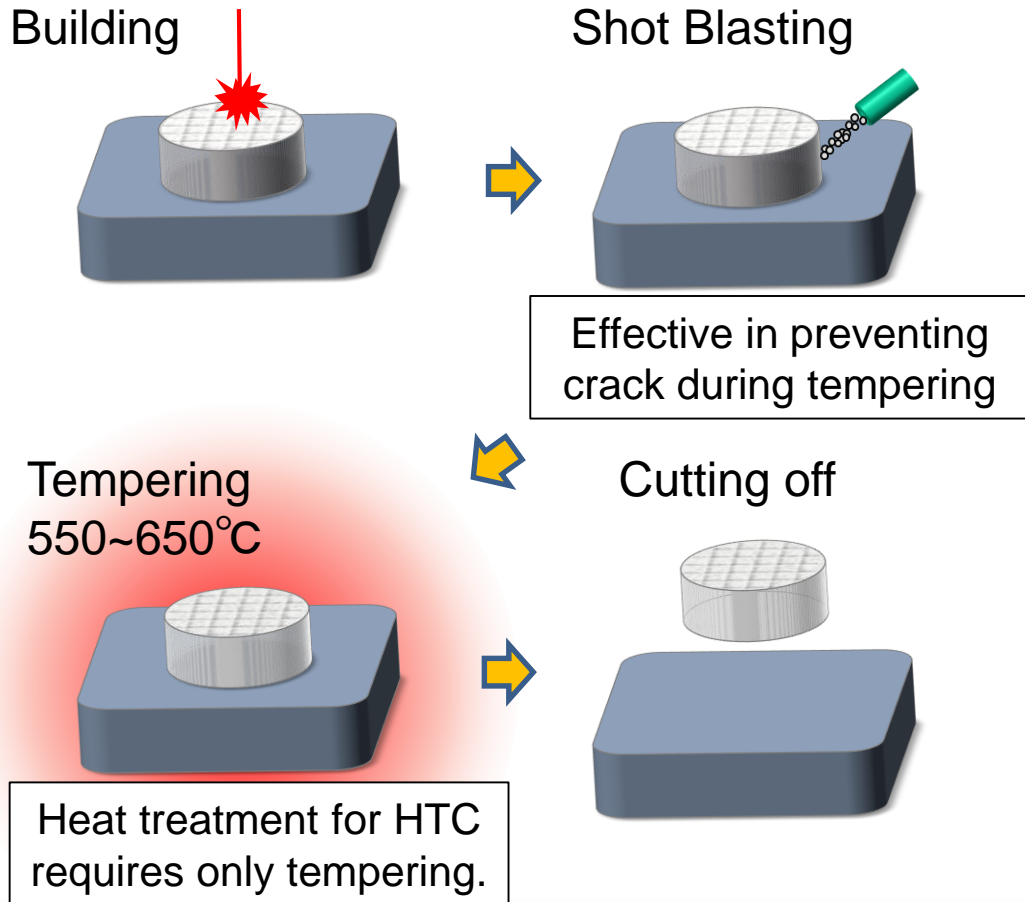 Building
Shot Blasting
Effective in preventing
crack during tempering
Tempering
550~650℃
Heat treatment for HTC
requires only tempering.
Cutting off